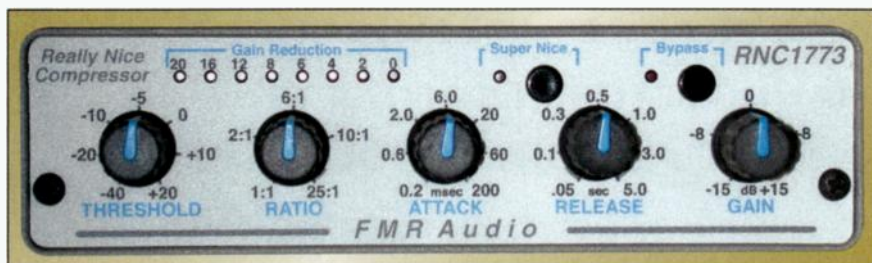 Really Nice
Compressor
Gain Reduction
20 16 12 8 6 4 2 0
Super Nice
Bypass
RNC1773
-40 -20 -10 -5 0 +10 +20
THRESHOLD
1:1 2:1 6:1 10:1 25:1
RATIO
0.2 0.6 2.0 6.0 20 60 200
msec
ATTACK
.05 0.1 0.3 0.5 1.0 3.0 5.0
sec
RELEASE
-15 -8 0 8 +15
dB
GAIN
FMR Audio